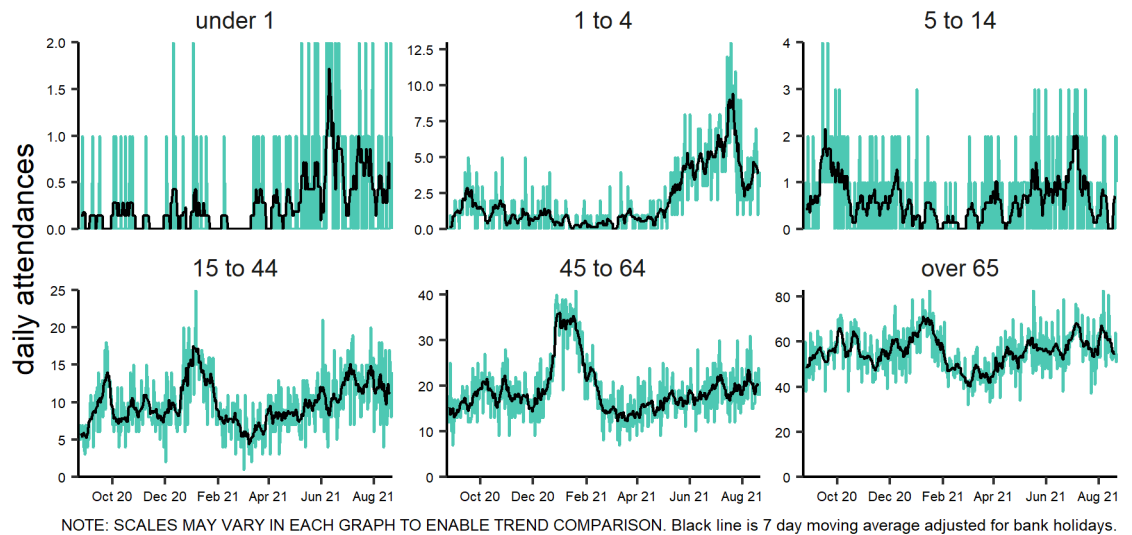 under 1
1 to 4
5 to 14
2.0
1.5
1.0
0.5
0.0
12.5
10.0
7.5
5.0
2.5
0.0
4
3
2
1
0
daily attendances
15 to 44
45 to 64
over 65
25
20
15
10
5
0
40
30
20
10
0
80
60
40
20
0
Oct 20 Dec 20 Feb 21 Apr 21 Jun 21 Aug 21
Oct 20 Dec 20 Feb 21 Apr 21 Jun 21 Aug 21
Oct 20 Dec 20 Feb 21 Apr 21 Jun 21 Aug 21
NOTE: SCALES MAY VARY IN EACH GRAPH TO ENABLE TREND COMPARISON. Black line is 7 day moving average adjusted for bank holidays.